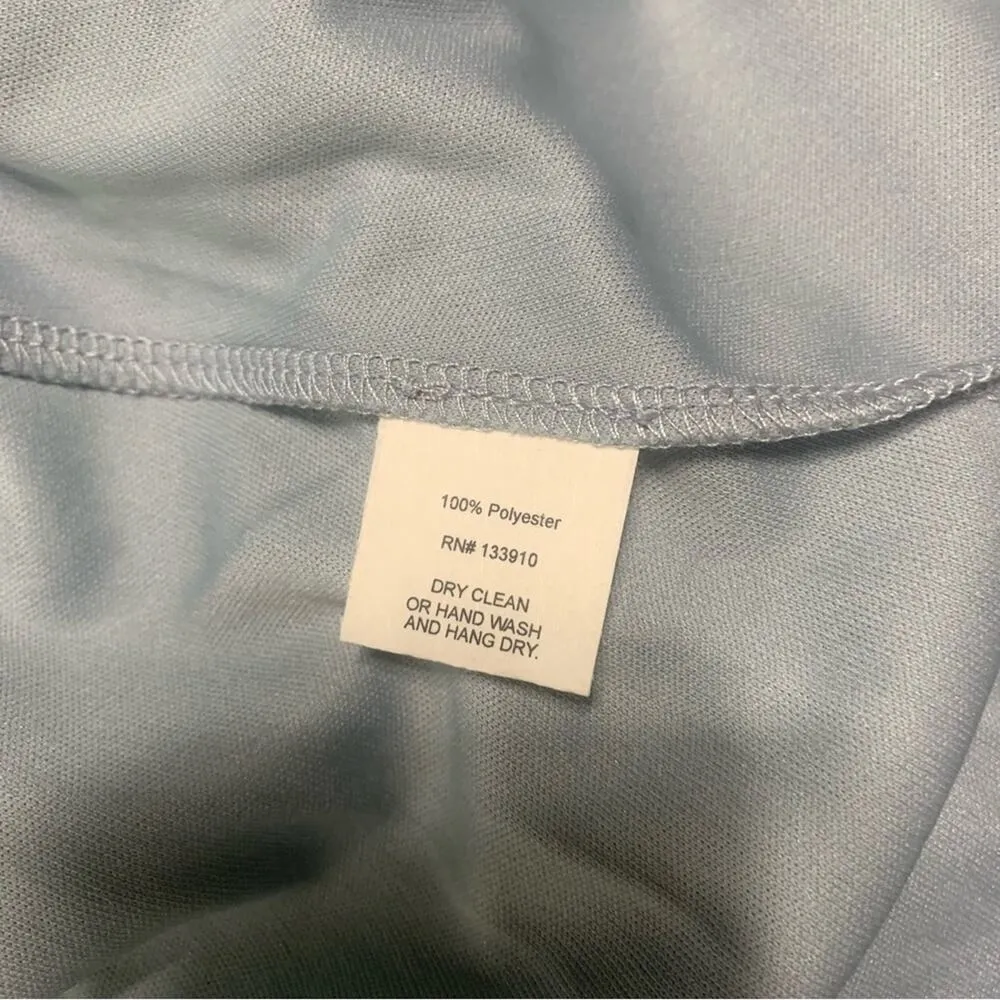 100% Polyester
RN# 133910
DRY CLEAN
OR HAND WASH
AND HANG DRY.